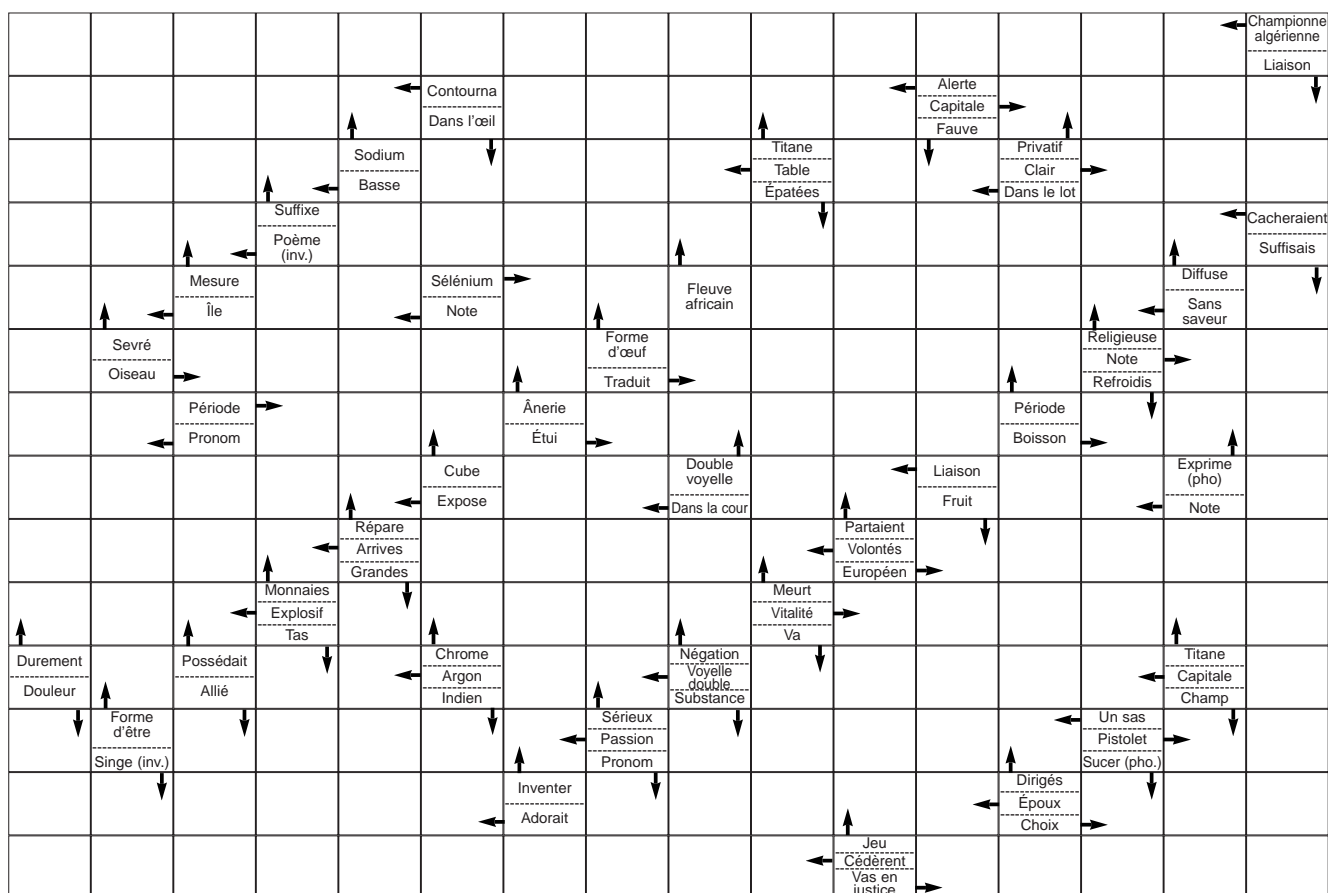 Championne
algérienne
Liaison
Contourna
Dans l'œil
Alerte
Capitale
Fauve
Sodium
Basse
Titane
Table
Épatées
Privatif
Clair
Dans le lot
Suffixe
Poème
(inv.)
Cacheraient
Suffisais
Mesure
Île
Sélénium
Note
Fleuve
africain
Diffuse
Sans
saveur
Sevré
Oiseau
Forme
d'œuf
Traduit
Religieuse
Note
Refroidis
Période
Pronom
Ânerie
Étui
Période
Boisson
Cube
Expose
Double
voyelle
Dans la cour
Liaison
Fruit
Exprime
(pho)
Note
Répare
Arrives
Grandes
Partaient
Volontés
Européen
Monnaies
Explosif
Tas
Meurt
Vitalité
Va
Durement
Douleur
Possédait
Allié
Chrome
Argon
Indien
Négation
Voyelle
double
Substance
Titane
Capitale
Champ
Forme
d'être
Singe (inv.)
Sérieux
Passion
Pronom
Un sas
Pistolet
Sucer (pho.)
Inventer
Adorait
Dirigés
Époux
Choix
Jeu
Cédèrent
Vas en
justice